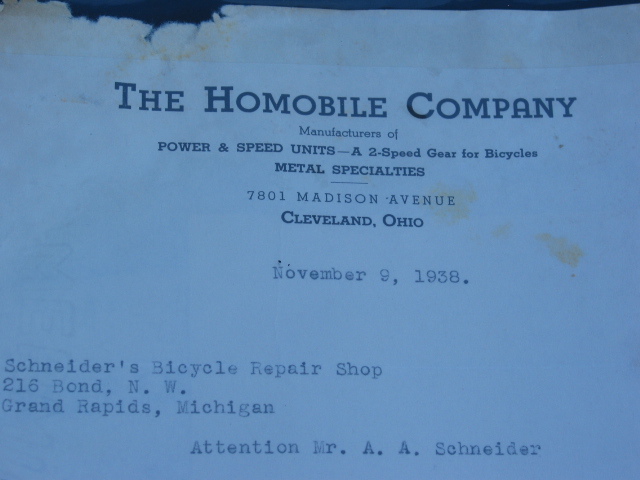 THE HOMOBILE COMPANY
Manufacturers of
POWER & SPEED UNITS—A 2-Speed Gear for Bicycles
METAL SPECIALTIES
7801 MADISON AVENUE
CLEVELAND, OHIO
November 9, 1938.
Schneider's Bicycle Repair Shop
216 Bond, N. W.
Grand Rapids, Michigan
Attention Mr. A. A. Schneider